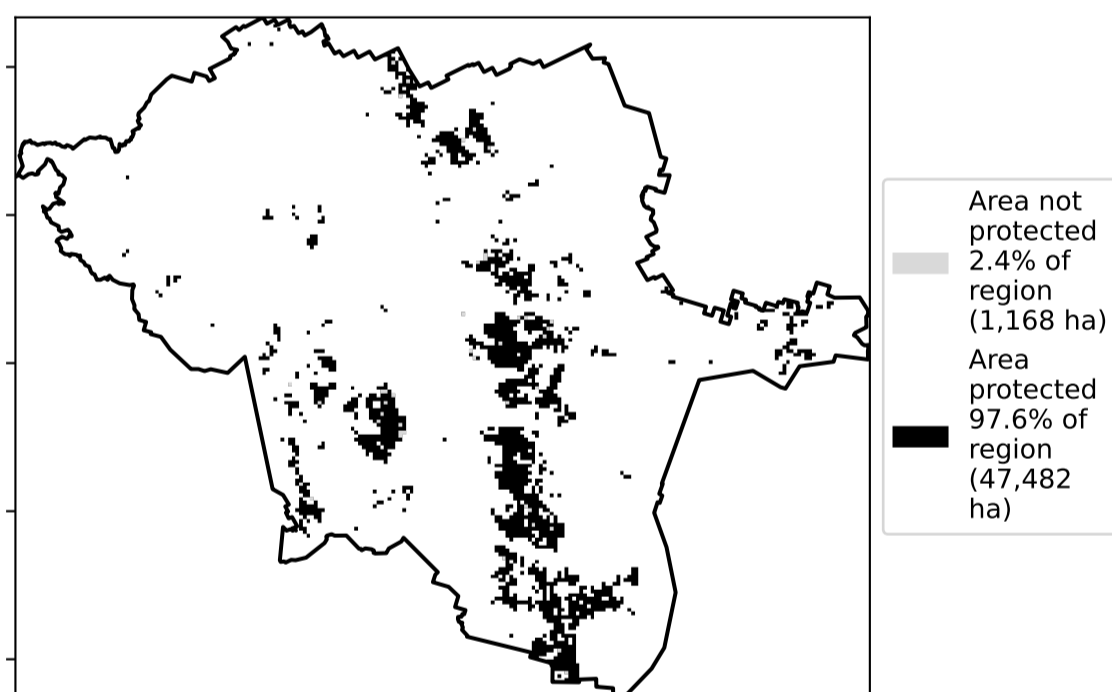 Area not
protected
2.4% of
region
(1,168 ha)
Area
protected
97.6% of
region
(47,482
ha)